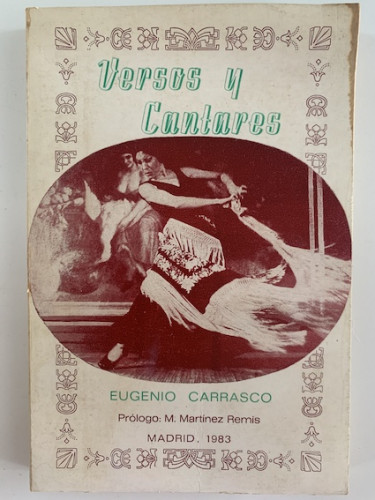 Versos y
Cantares
EUGENIO CARRASCO
Prólogo: M. Martínez Remis
MADRID. 1983